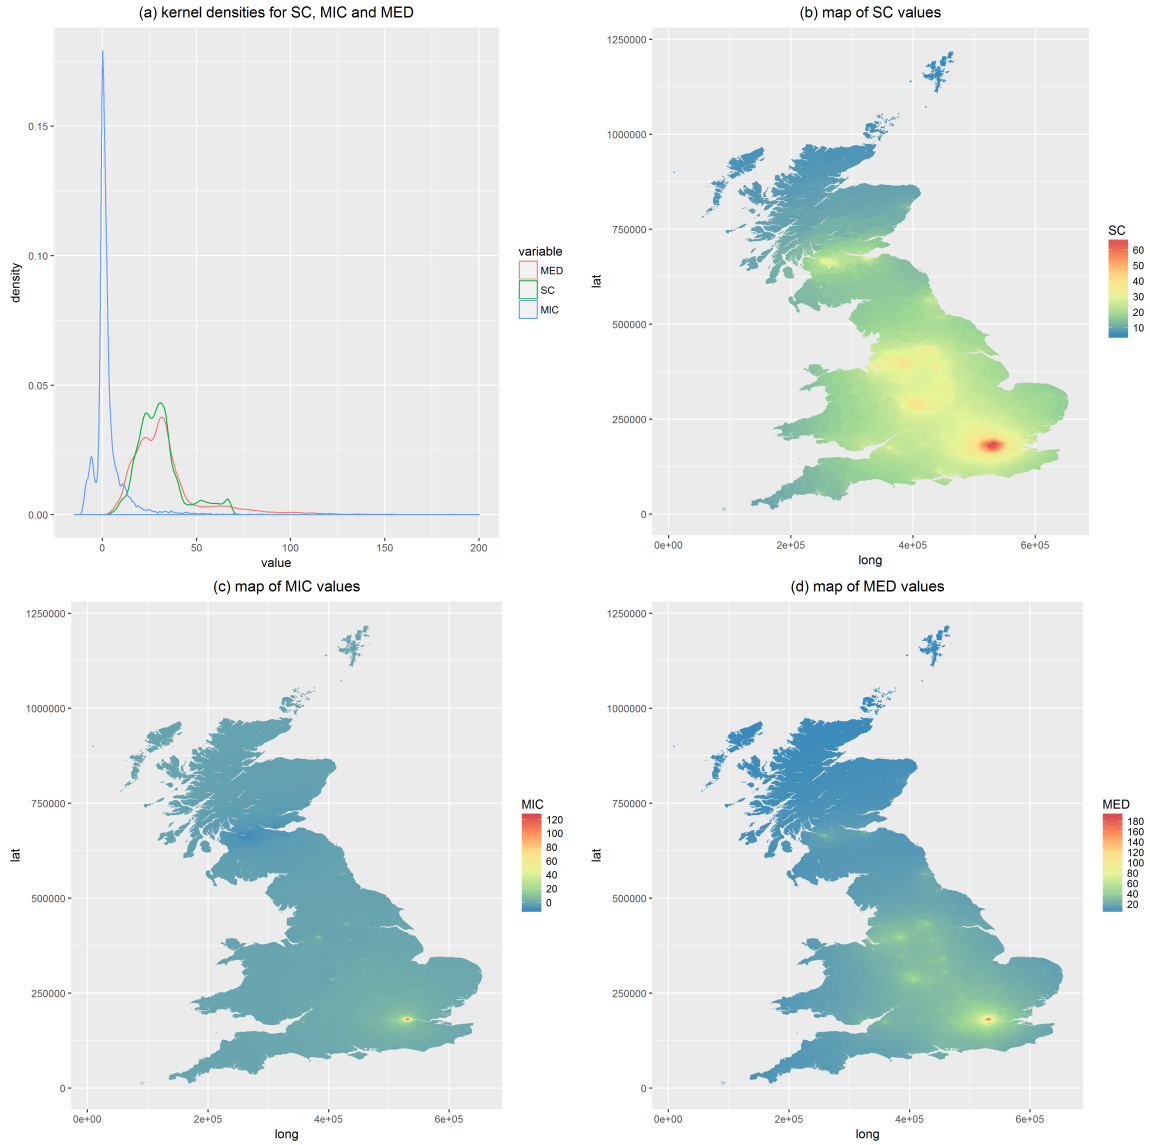 (a) kernel densities for SC, MIC and MED
0.15
0.10
0.05
0.00
density
0
50
100
150
200
value
variable
MED
SC
MIC
(b) map of SC values
1250000
1000000
750000
500000
250000
0
lat
0e+00
2e+05
4e+05
6e+05
long
SC
60
50
40
30
20
10
(c) map of MIC values
1250000
1000000
750000
500000
250000
0
lat
0e+00
2e+05
4e+05
6e+05
long
MIC
120
100
80
60
40
20
0
(d) map of MED values
1250000
1000000
750000
500000
250000
0
lat
0e+00
2e+05
4e+05
6e+05
long
MED
180
160
140
120
100
80
60
40
20